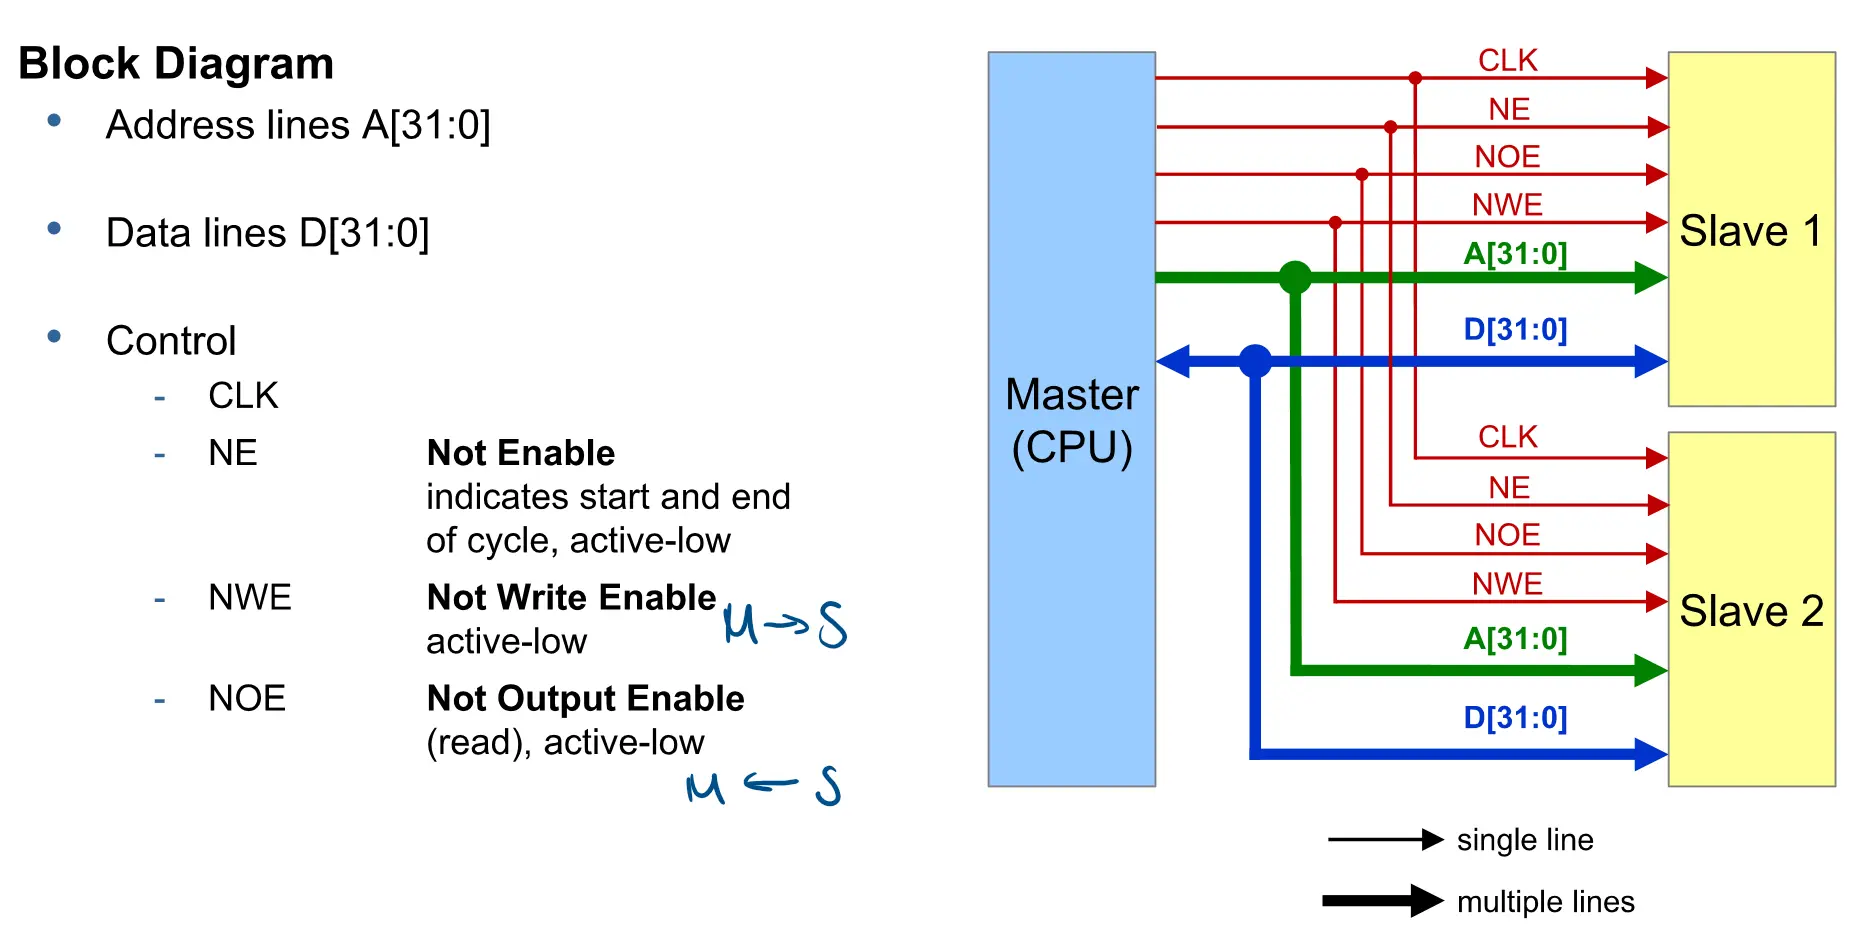 Block Diagram
• Address lines A[31:0]
• Data lines D[31:0]
• Control
- CLK
- NE Not Enable
indicates start and end
of cycle, active-low
- NWE Not Write Enable
active-low M → S
- NOE Not Output Enable
(read), active-low
M ← S
Master
(CPU)
CLK
NE
NOE
NWE
A[31:0]
D[31:0]
Slave 1
CLK
NE
NOE
NWE
A[31:0]
D[31:0]
Slave 2
single line
multiple lines